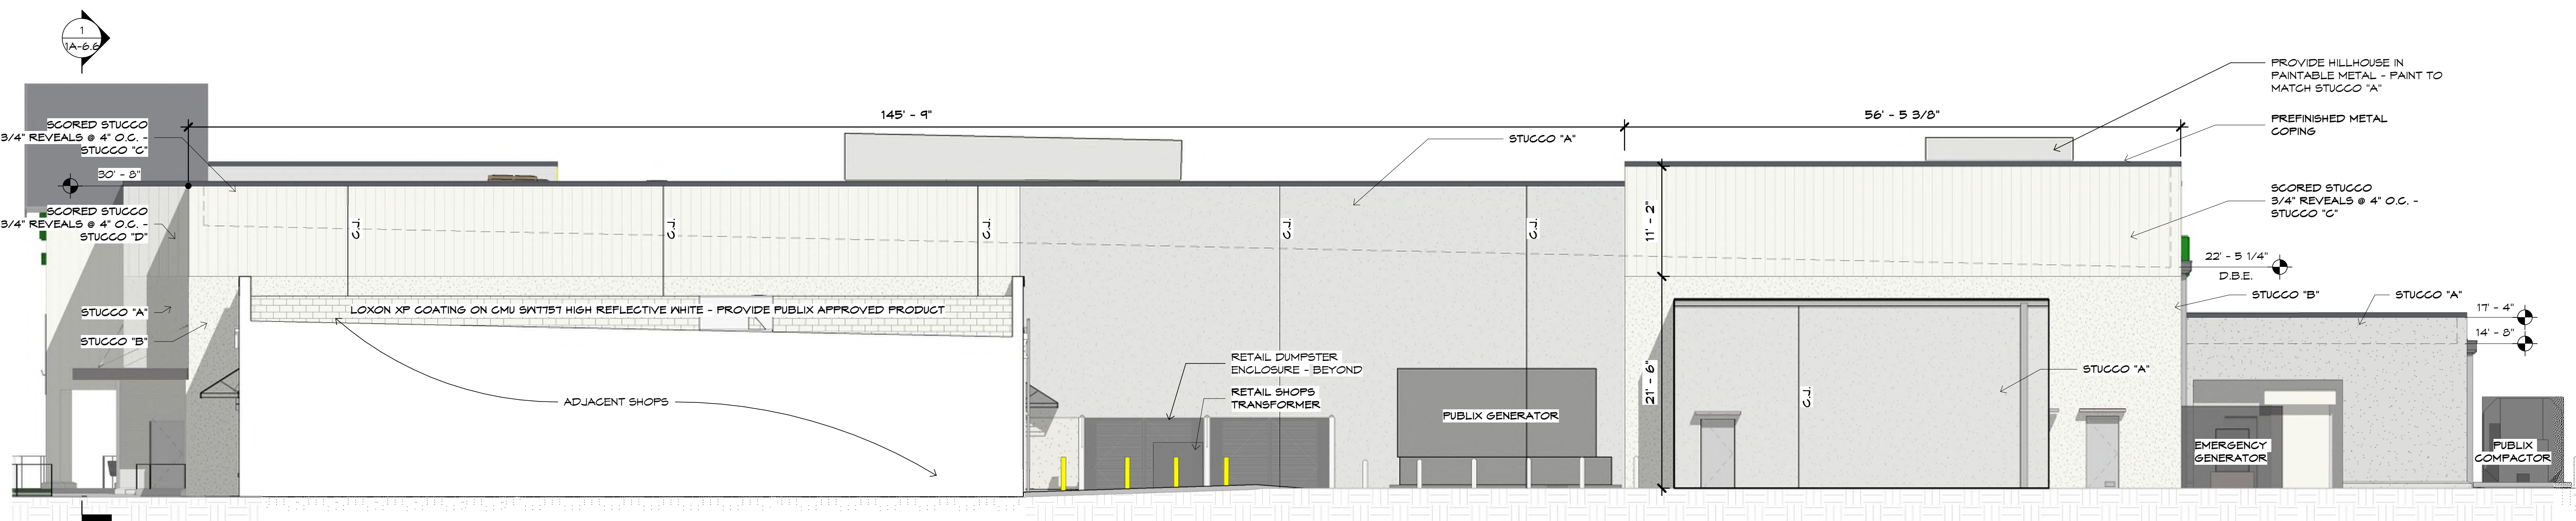 1
1A-6.6
145' - 9"
56' - 5 3/8"
PROVIDE HILLHOUSE IN
PAINTABLE METAL - PAINT TO
MATCH STUCCO "A"
PREFINISHED METAL
COPING
STUCCO "A"
SCORED STUCCO
3/4" REVEALS @ 4" O.C. -
STUCCO "C"
30' - 8"
SCORED STUCCO
3/4" REVEALS @ 4" O.C. -
STUCCO "D"
STUCCO "A"
STUCCO "B"
C.J.
C.J.
C.J.
C.J.
C.J.
11' - 2"
SCORED STUCCO
3/4" REVEALS @ 4" O.C. -
STUCCO "C"
22' - 5 1/4"
D.B.E.
STUCCO "B"
STUCCO "A"
17' - 4"
14' - 8"
LOXON XP COATING ON CMU SW7757 HIGH REFLECTIVE WHITE - PROVIDE PUBLIX APPROVED PRODUCT
RETAIL DUMPSTER
ENCLOSURE - BEYOND
RETAIL SHOPS
TRANSFORMER
ADJACENT SHOPS
PUBLIX GENERATOR
21' - 6"
C.J.
STUCCO "A"
EMERGENCY
GENERATOR
PUBLIX
COMPACTOR